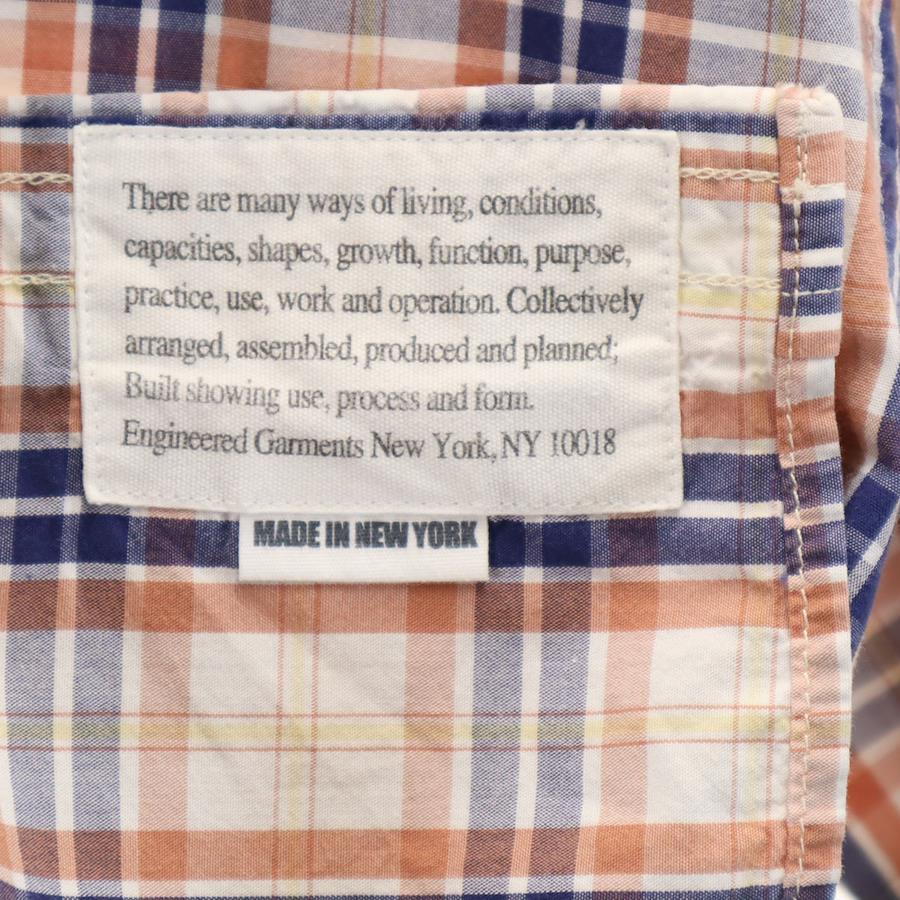 There are many ways of living, conditions,
capacities, shapes, growth, function, purpose,
practice, use, work and operation. Collectively
arranged, assembled, produced and planned;
Built showing use, process and form.
Engineered Garments New York, NY 10018
MADE IN NEW YORK